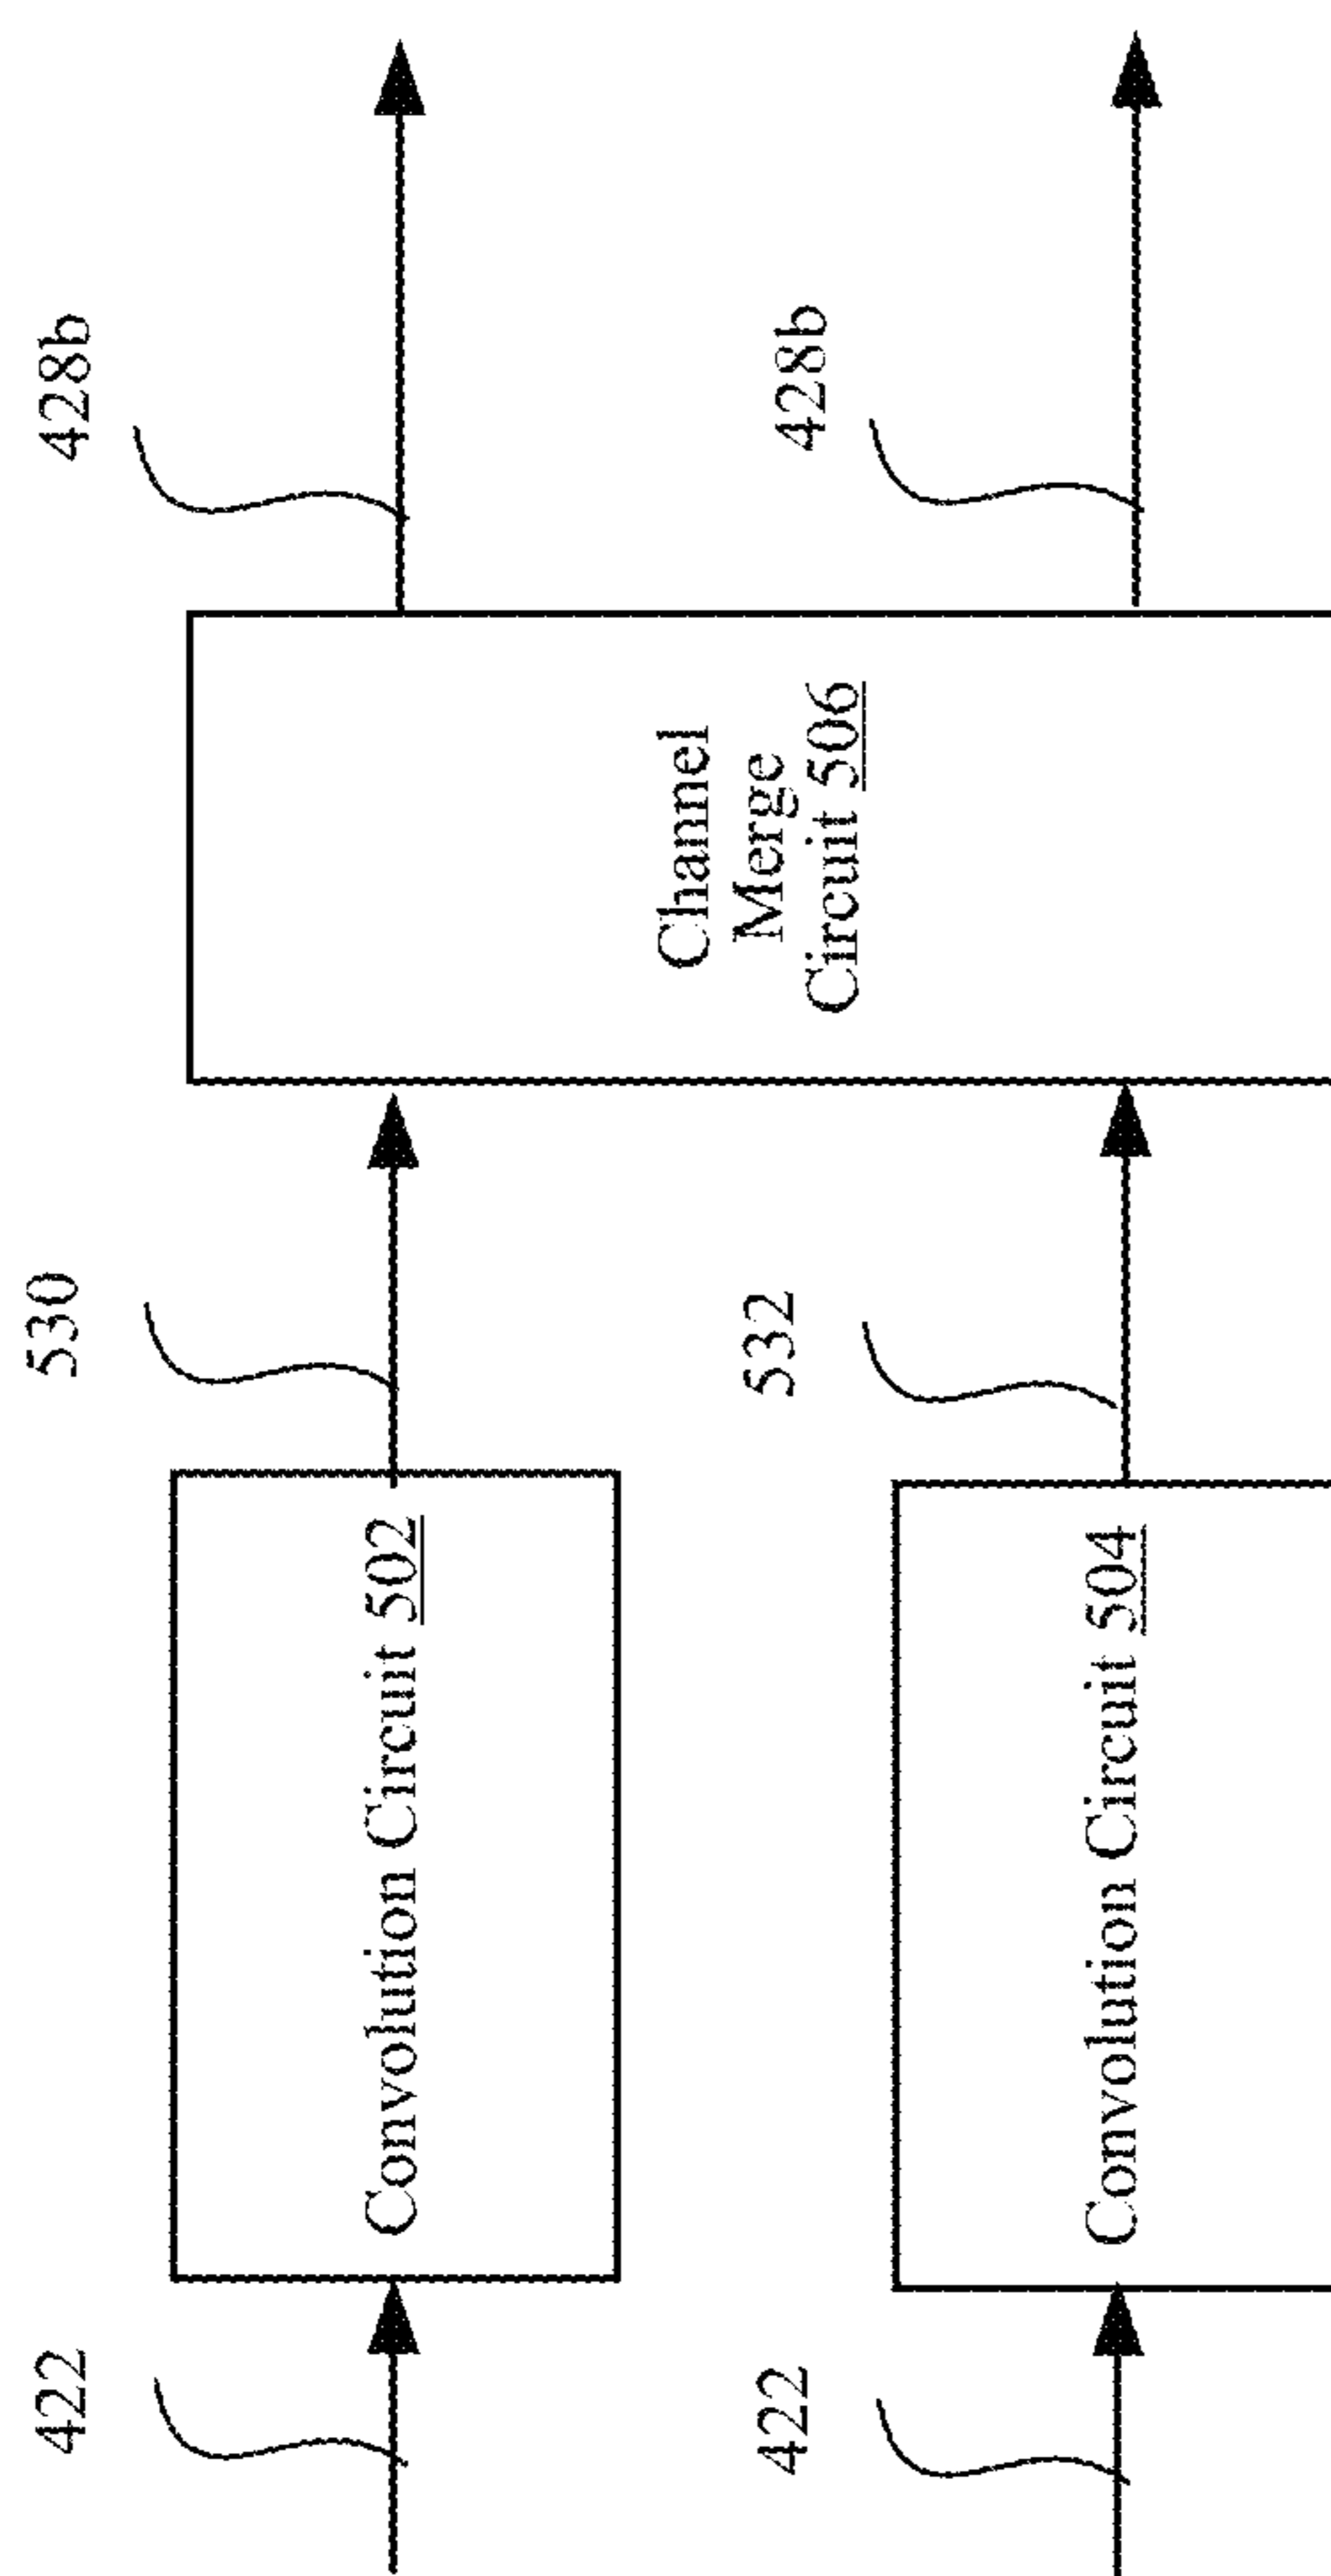 422
Convolution Circuit 502
530
422
Convolution Circuit 504
532
Channel
Merge
Circuit 506
428b
428b